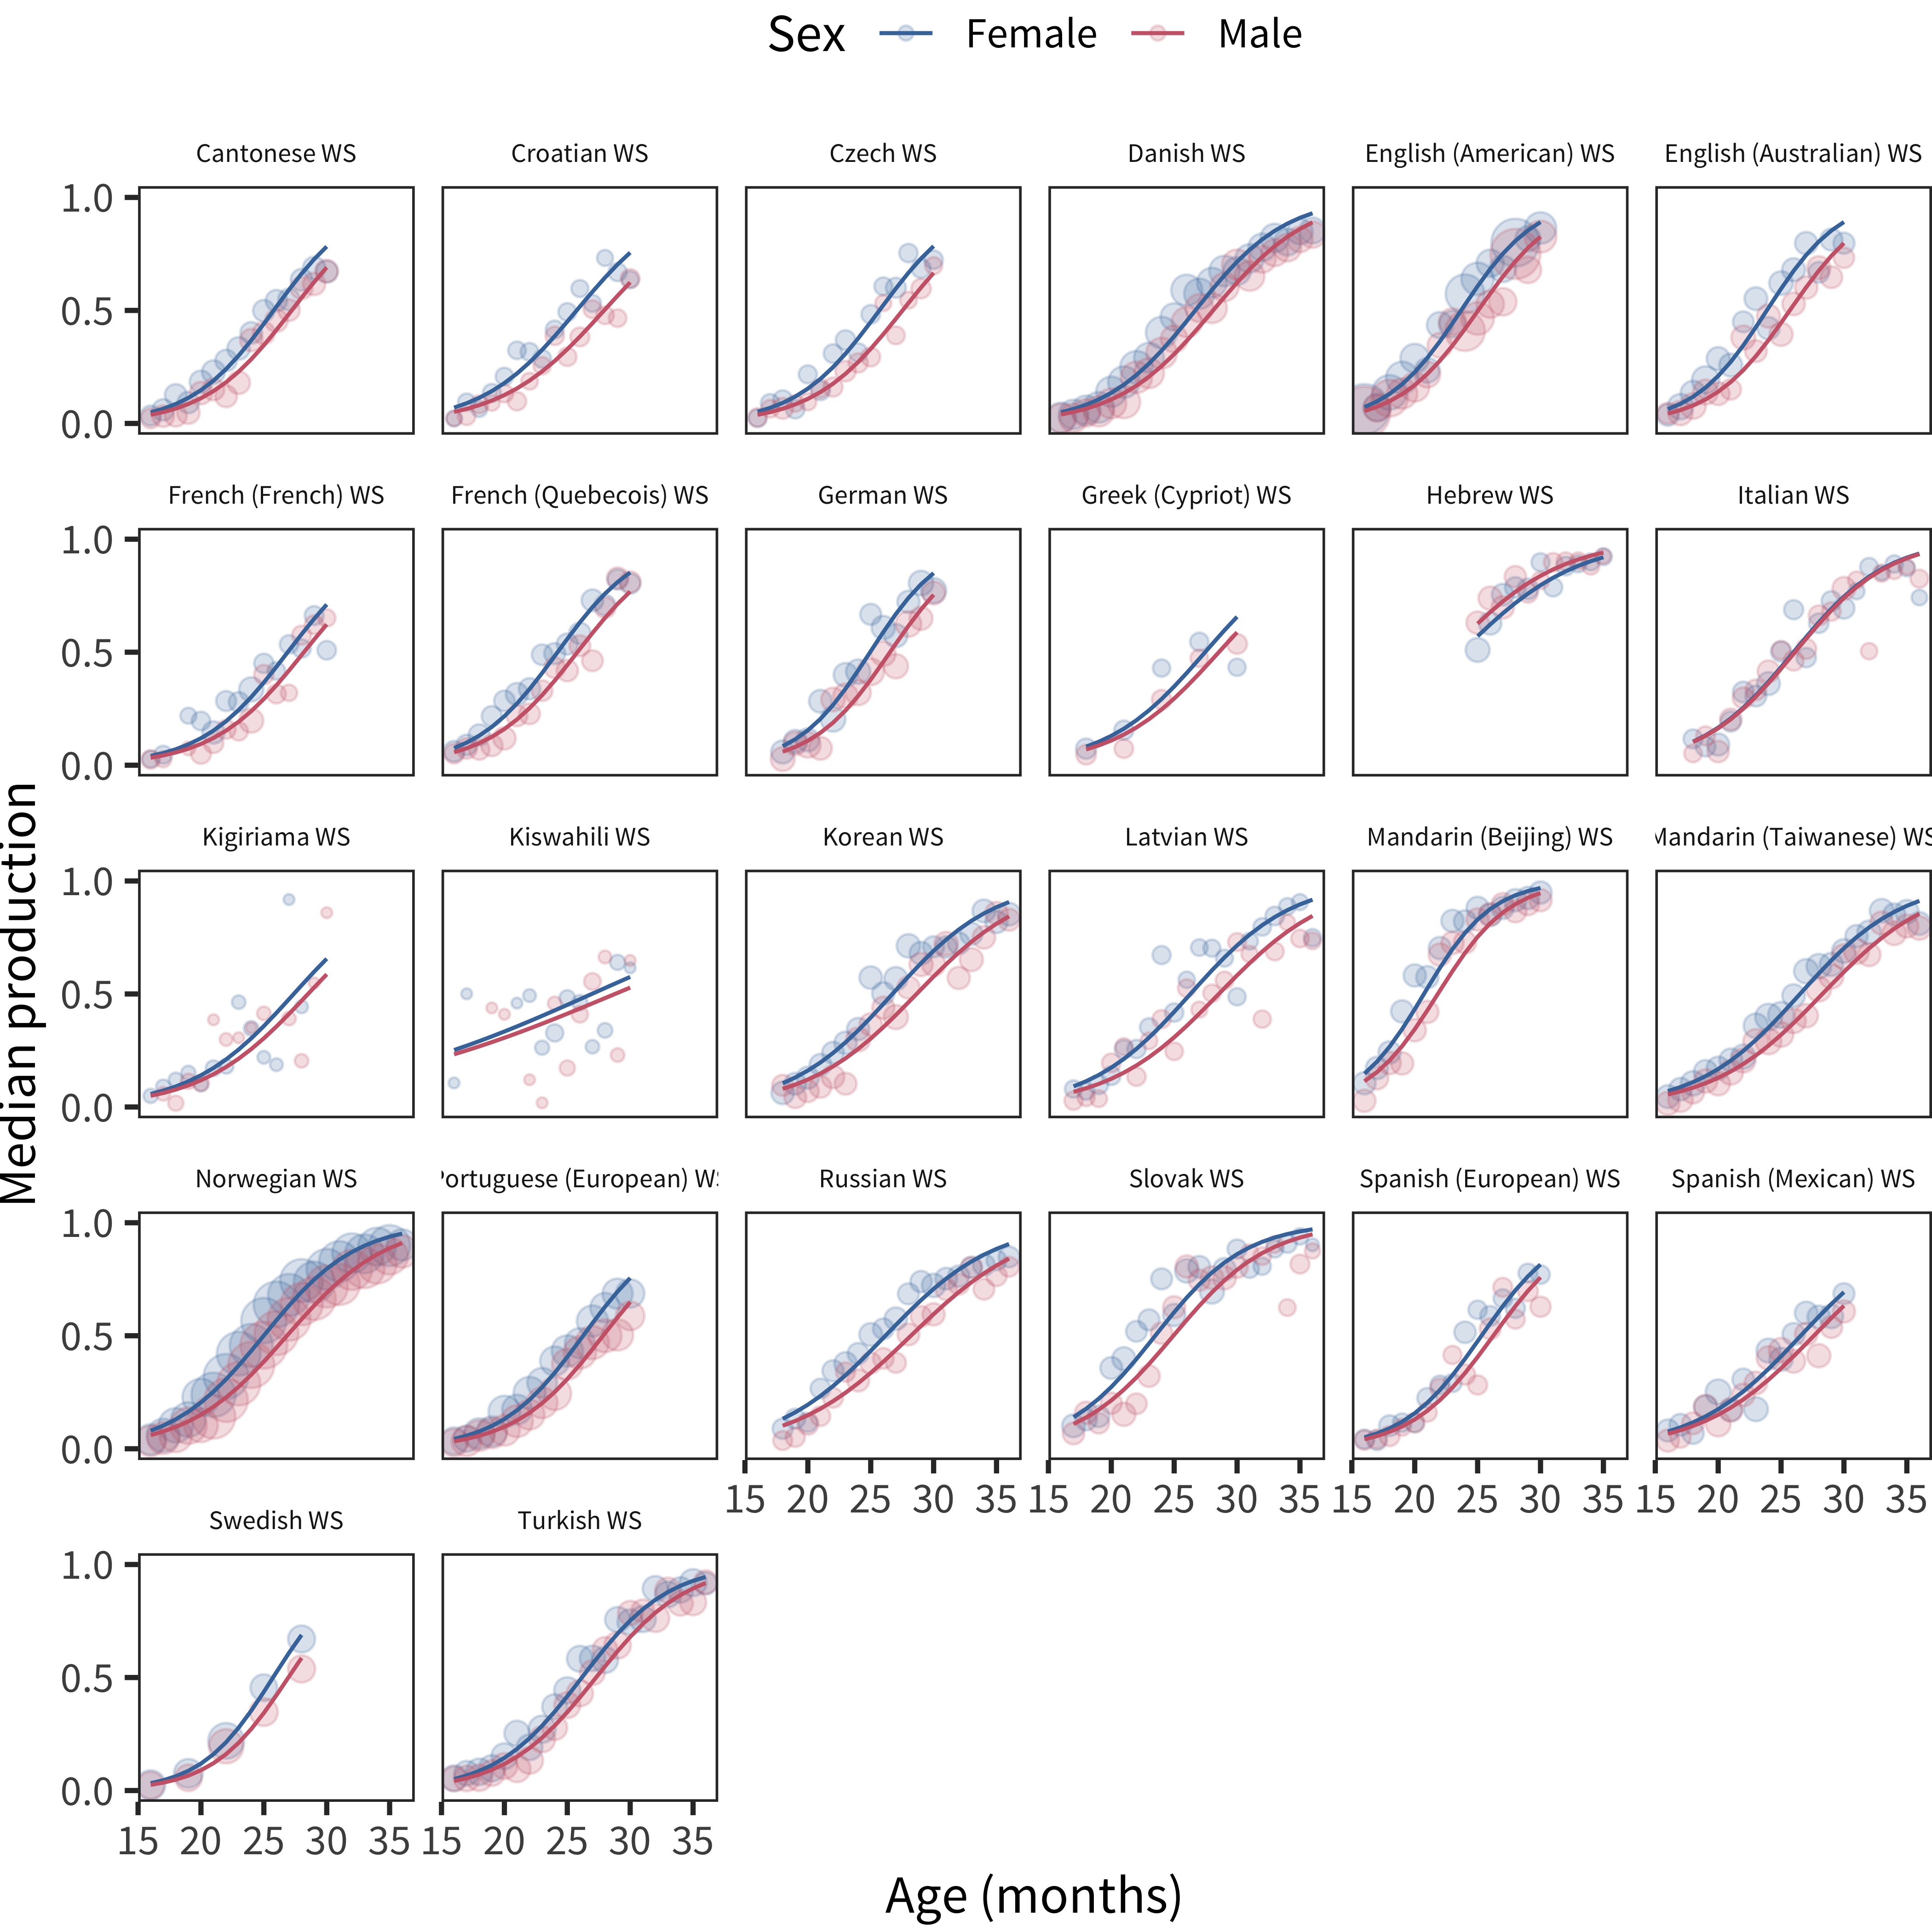 Sex Female Male
Cantonese WS Croatian WS Czech WS Danish WS English (American) WS English (Australian) WS
1.0
0.5
0.0
French (French) WS French (Quebecois) WS German WS Greek (Cypriot) WS Hebrew WS Italian WS
1.0
0.5
0.0
Kigiriama WS Kiswahili WS Korean WS Latvian WS Mandarin (Beijing) WS Mandarin (Taiwanese) WS
1.0
0.5
0.0
Median production
Norwegian WS Portuguese (European) WS Russian WS Slovak WS Spanish (European) WS Spanish (Mexican) WS
1.0
0.5
0.0
15 20 25 30 35 15 20 25 30 35 15 20 25 30 35 15 20 25 30 35
Swedish WS Turkish WS
1.0
0.5
0.0
15 20 25 30 35 15 20 25 30 35
Age (months)